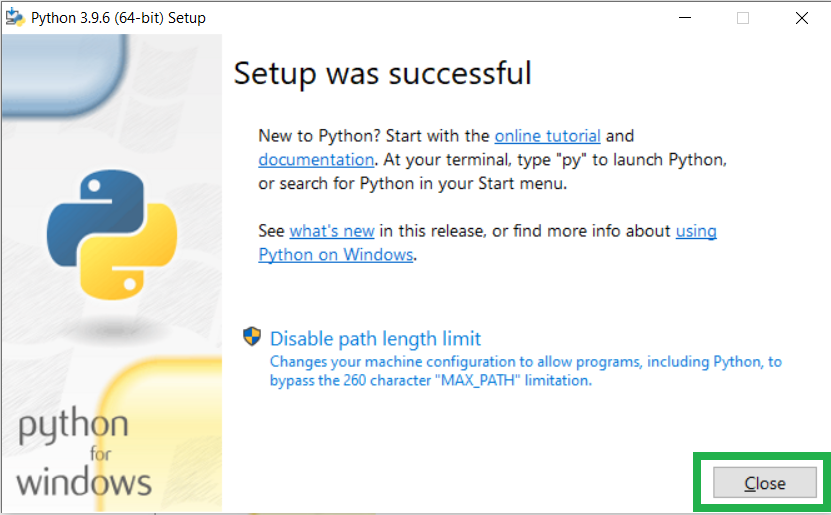 Python 3.9.6 (64-bit) Setup
Setup was successful
New to Python? Start with the online tutorial and
documentation. At your terminal, type "py" to launch Python,
or search for Python in your Start menu.
See what's new in this release, or find more info about using
Python on Windows.
Disable path length limit
Changes your machine configuration to allow programs, including Python, to
bypass the 260 character "MAX_PATH" limitation.
python
for
windows
Close